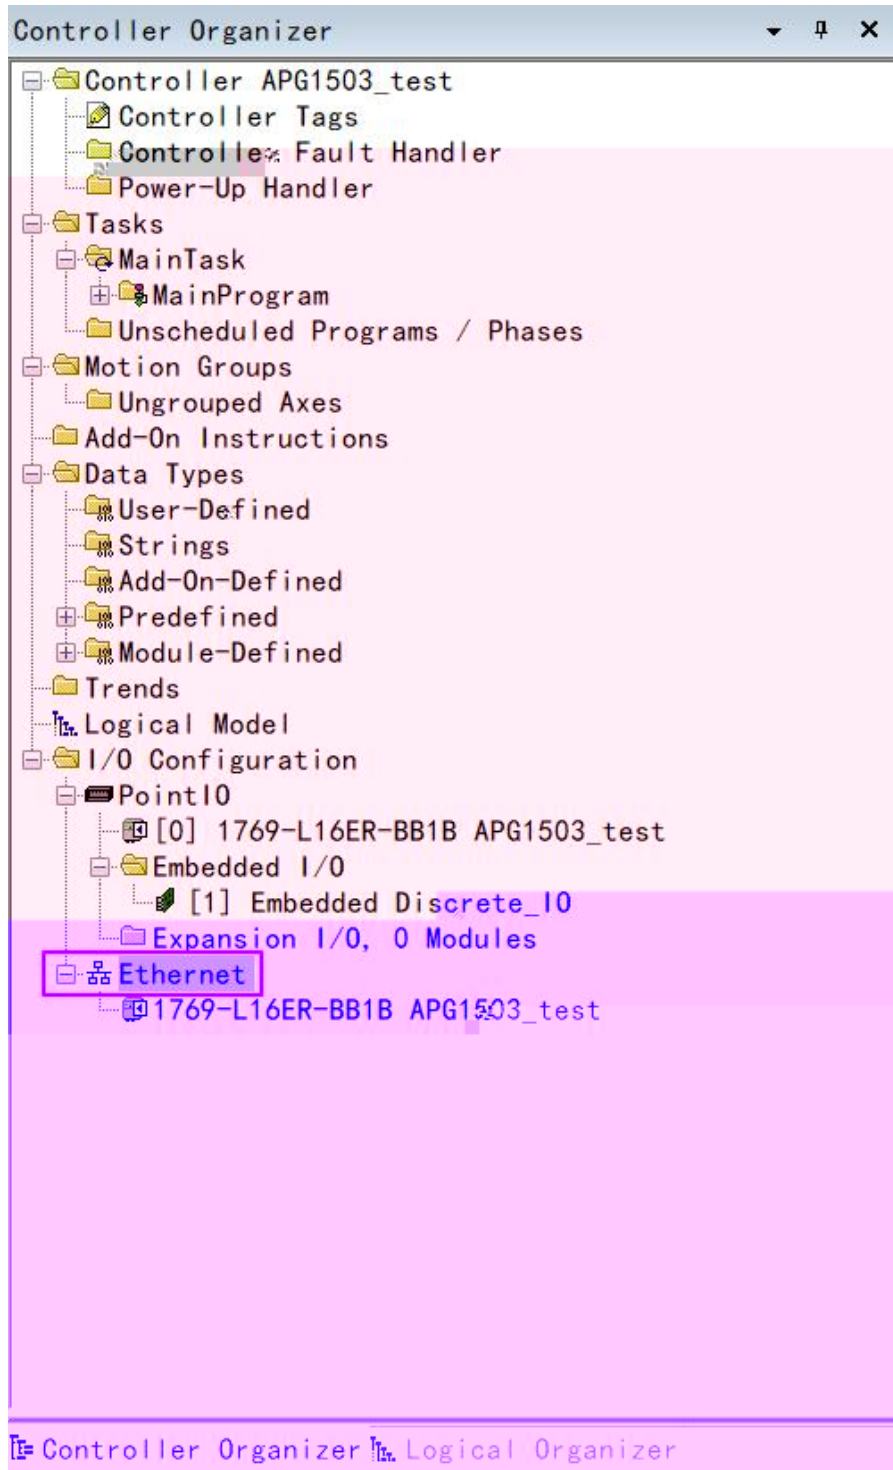 Controller Organizer
Controller APG1503_test
Controller Tags
Controller Fault Handler
Power-Up Handler
Tasks
MainTask
MainProgram
Unscheduled Programs / Phases
Motion Groups
Ungrouped Axes
Add-On Instructions
Data Types
User-Defined
Strings
Add-On-Defined
Predefined
Module-Defined
Trends
Logical Model
I/O Configuration
PointIO
[0] 1769-L16ER-BB1B APG1503_test
Embedded I/O
[1] Embedded Discrete_IO
Expansion I/O, 0 Modules
Ethernet
1769-L16ER-BB1B APG1503_test
Controller Organizer Logical Organizer